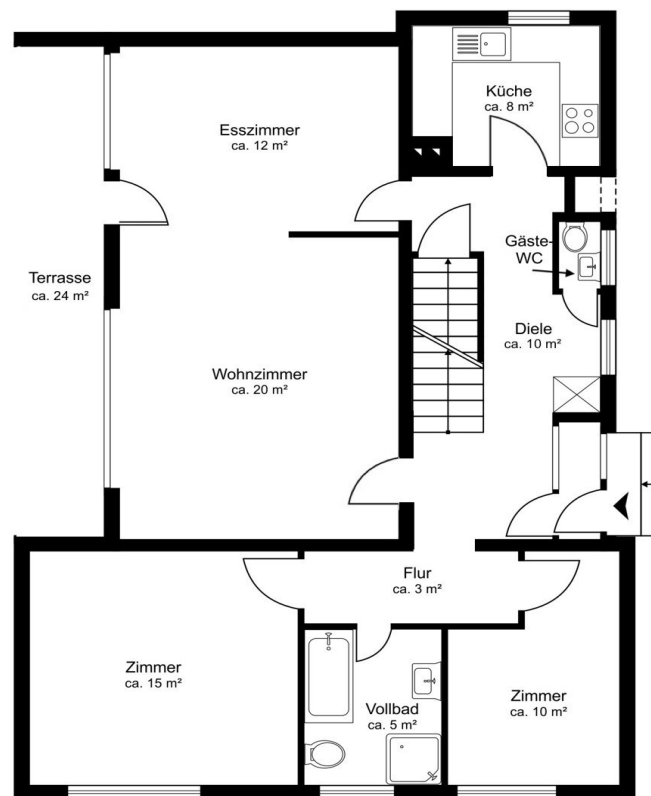 Küche
ca. 8 m²
Esszimmer
ca. 12 m²
Gäste-
WC
Terrasse
ca. 24 m²
Diele
ca. 10 m²
Wohnzimmer
ca. 20 m²
Flur
ca. 3 m²
Zimmer
ca. 15 m²
Vollbad
ca. 5 m²
Zimmer
ca. 10 m²